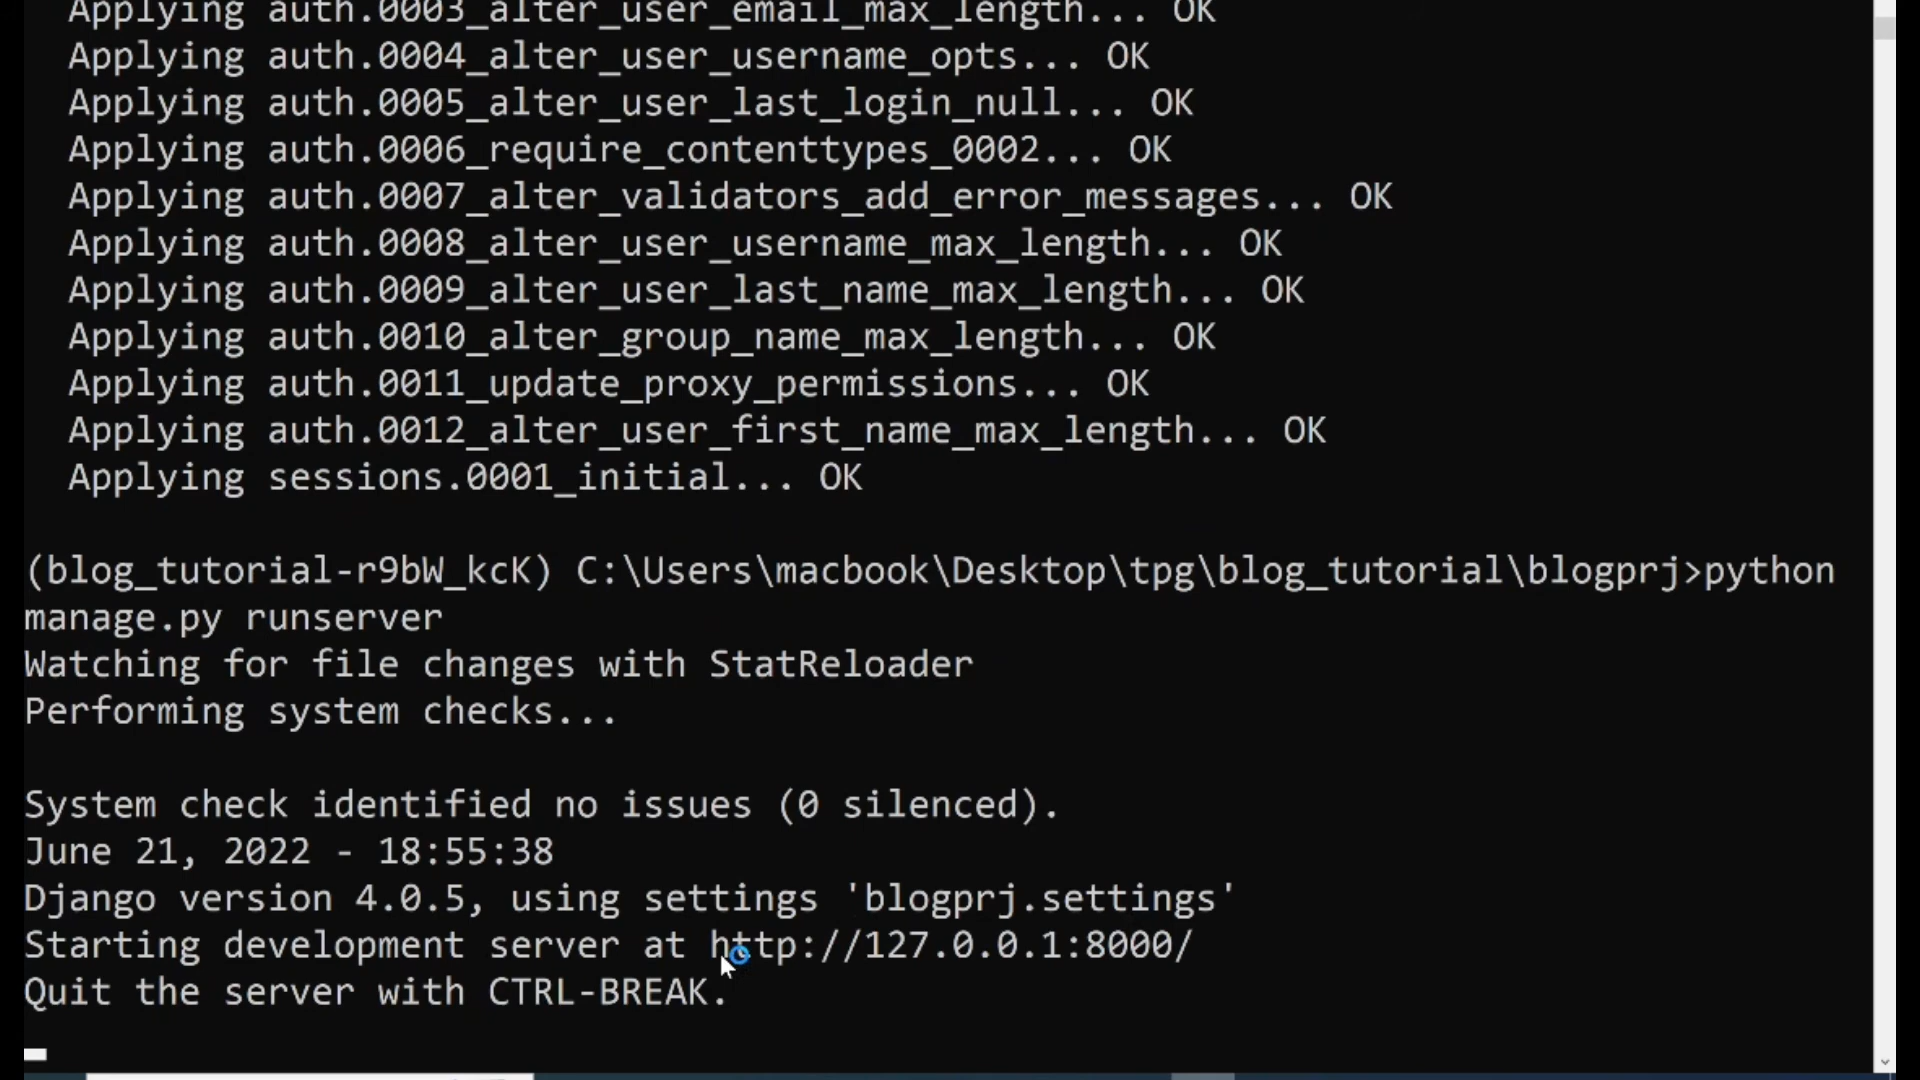 Applying auth.0003_alter_user_email_max_length... OK
Applying auth.0004_alter_user_username_opts... OK
Applying auth.0005_alter_user_last_login_null... OK
Applying auth.0006_require_contenttypes_0002... OK
Applying auth.0007_alter_validators_add_error_messages... OK
Applying auth.0008_alter_user_username_max_length... OK
Applying auth.0009_alter_user_last_name_max_length... OK
Applying auth.0010_alter_group_name_max_length... OK
Applying auth.0011_update_proxy_permissions... OK
Applying auth.0012_alter_user_first_name_max_length... OK
Applying sessions.0001_initial... OK
(blog_tutorial-r9bW_kcK) C:\Users\macbook\Desktop\tpg\blog_tutorial\blogprj>python
manage.py runserver
Watching for file changes with StatReloader
Performing system checks...
System check identified no issues (0 silenced).
June 21, 2022 - 18:55:38
Django version 4.0.5, using settings 'blogprj.settings'
Starting development server at http://127.0.0.1:8000/
Quit the server with CTRL-BREAK.